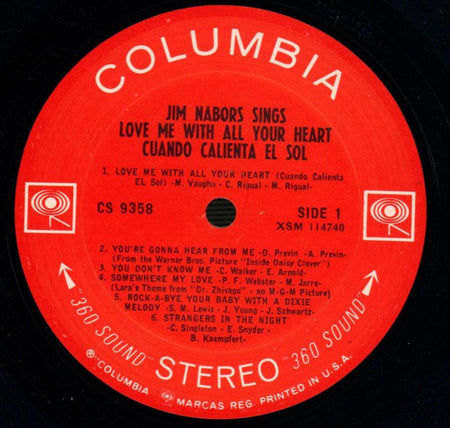 COLUMBIA
JIM NABORS SINGS
LOVE ME WITH ALL YOUR HEART
CUANDO CALIENTA EL SOL
1. LOVE ME WITH ALL YOUR HEART (Cuando Calienta
EL Sol) -M. Vaughn - C. Rigual - M. Rigual-
CS 9358
SIDE 1
XSM 114740
2. YOU'RE GONNA HEAR FROM ME -D. Previn -A. Previn-
(From the Warner Bros. Picture "Inside Daisy Clover")
3. YOU DON'T KNOW ME -C. Walker - E. Arnold-
4. SOMEWHERE MY LOVE -P. F. Webster - M. Jarre-
(Lara's Theme from "Dr. Zhivago" - an M-G-M Picture)
5. ROCK-A-BYE YOUR BABY WITH A DIXIE
MELODY -S. M. Lewis - J. Young - J. Schwartz-
6. STRANGERS IN THE NIGHT
-C. Singleton - E. Snyder -
B. Kaempfert-
"360 SOUND" STEREO "360 SOUND"
® "COLUMBIA" MARCAS REG. PRINTED IN U.S.A.